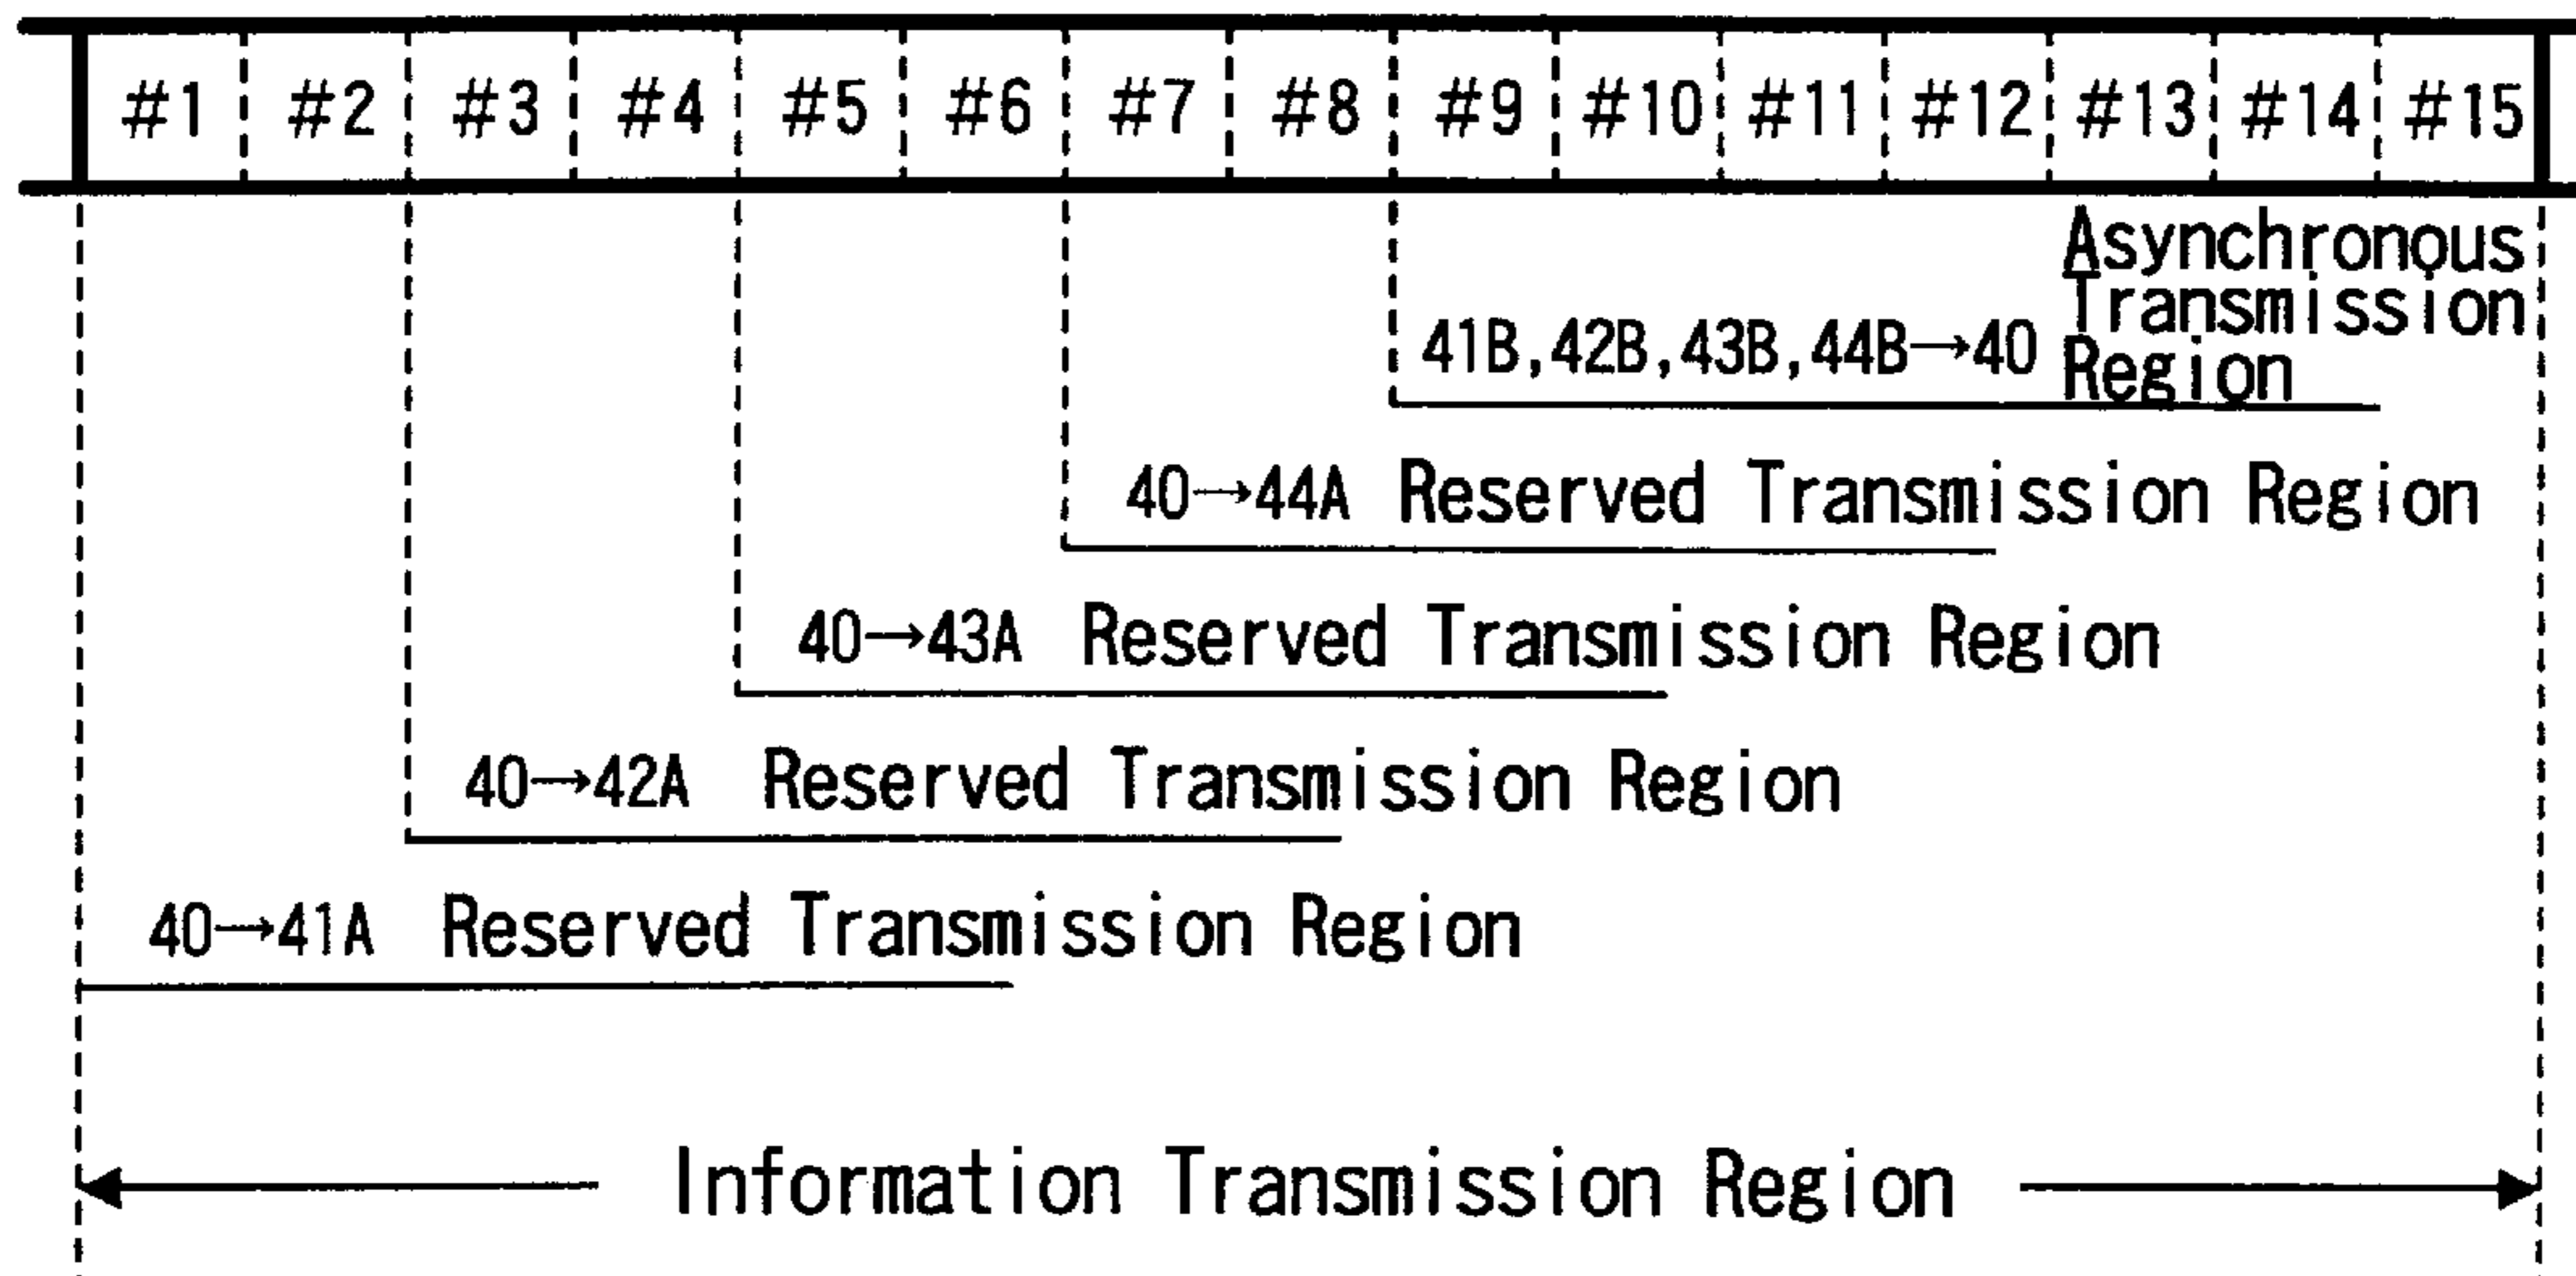 #1 #2 #3 #4 #5 #6 #7 #8 #9 #10 #11 #12 #13 #14 #15
Asynchronous
Transmission
41B,42B,43B,44B→40 Region
40→44A Reserved Transmission Region
40→43A Reserved Transmission Region
40→42A Reserved Transmission Region
40→41A Reserved Transmission Region
Information Transmission Region